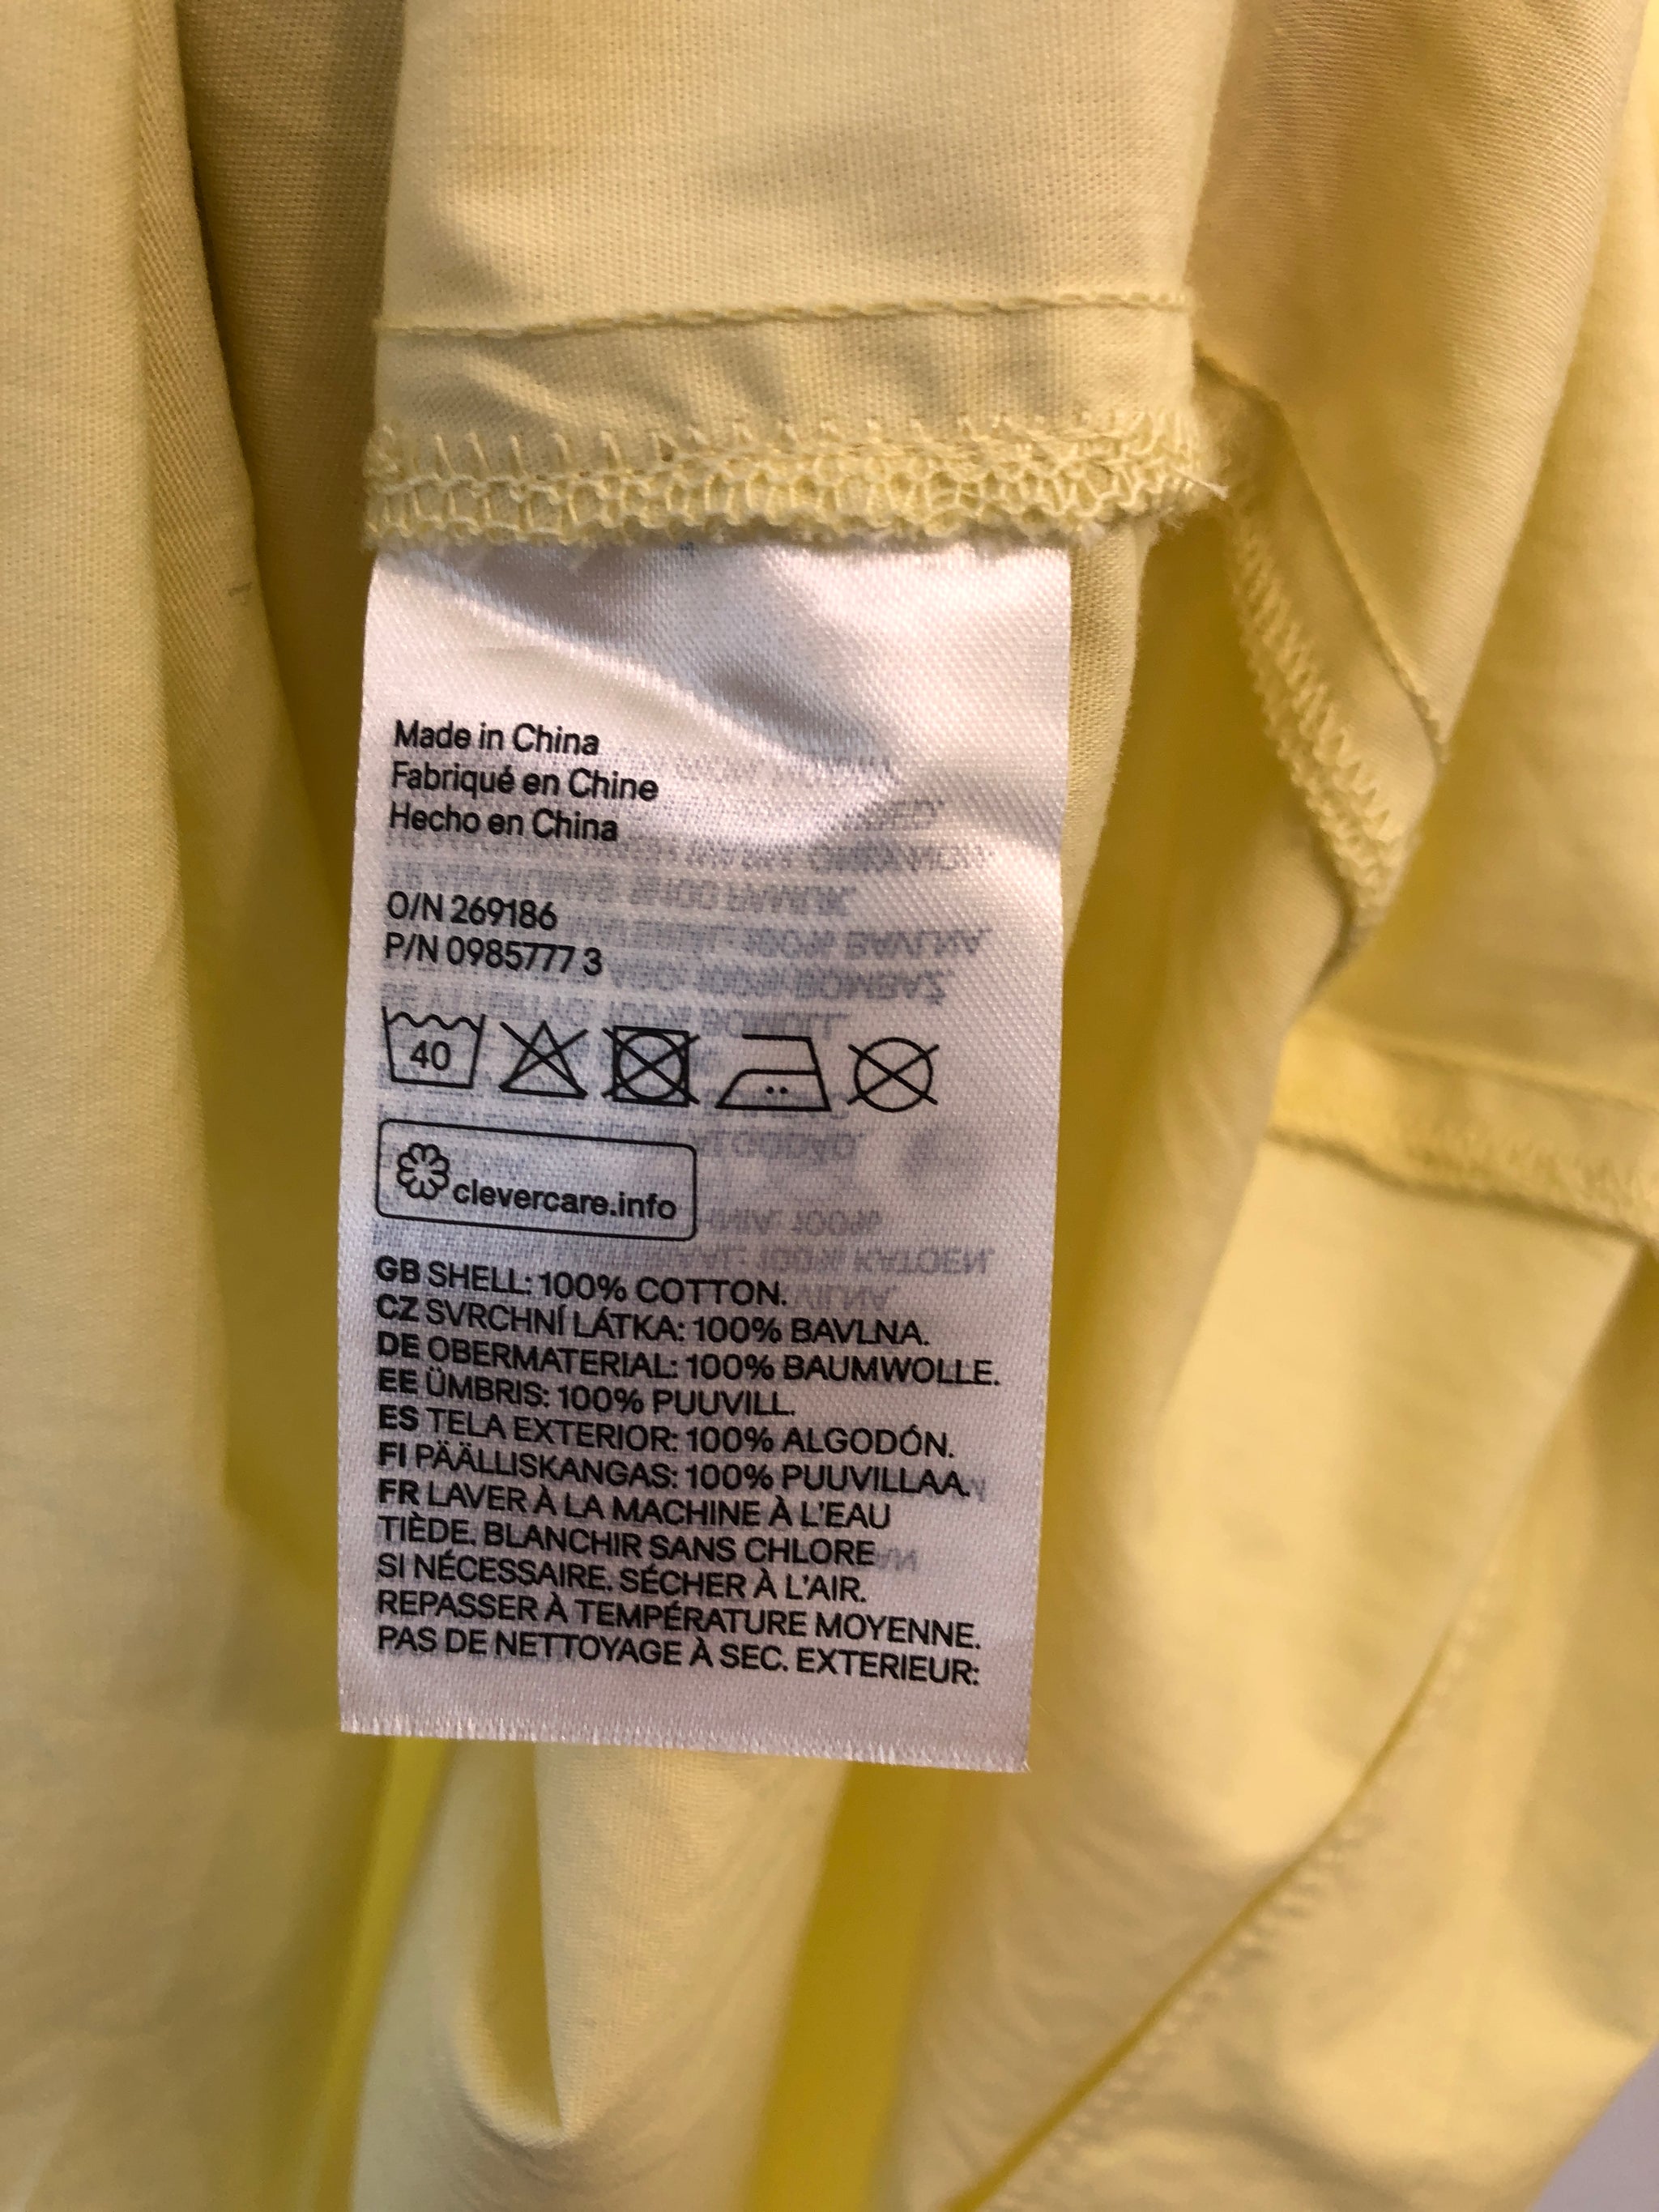 Made in China
Fabriqué en Chine
Hecho en China
O/N 269186
P/N 0985777 3
40
clevercare.info
GB SHELL: 100% COTTON.
CZ SVRCHNÍ LÁTKA: 100% BAVLNA.
DE OBERMATERIAL: 100% BAUMWOLLE.
EE ÜMBRIS: 100% PUUVILL.
ES TELA EXTERIOR: 100% ALGODÓN.
FI PÄÄLLISKANGAS: 100% PUUVILLAA.
FR LAVER À LA MACHINE À L'EAU
TIÈDE. BLANCHIR SANS CHLORE
SI NÉCESSAIRE. SÉCHER À L'AIR.
REPASSER À TEMPÉRATURE MOYENNE.
PAS DE NETTOYAGE À SEC. EXTERIEUR: